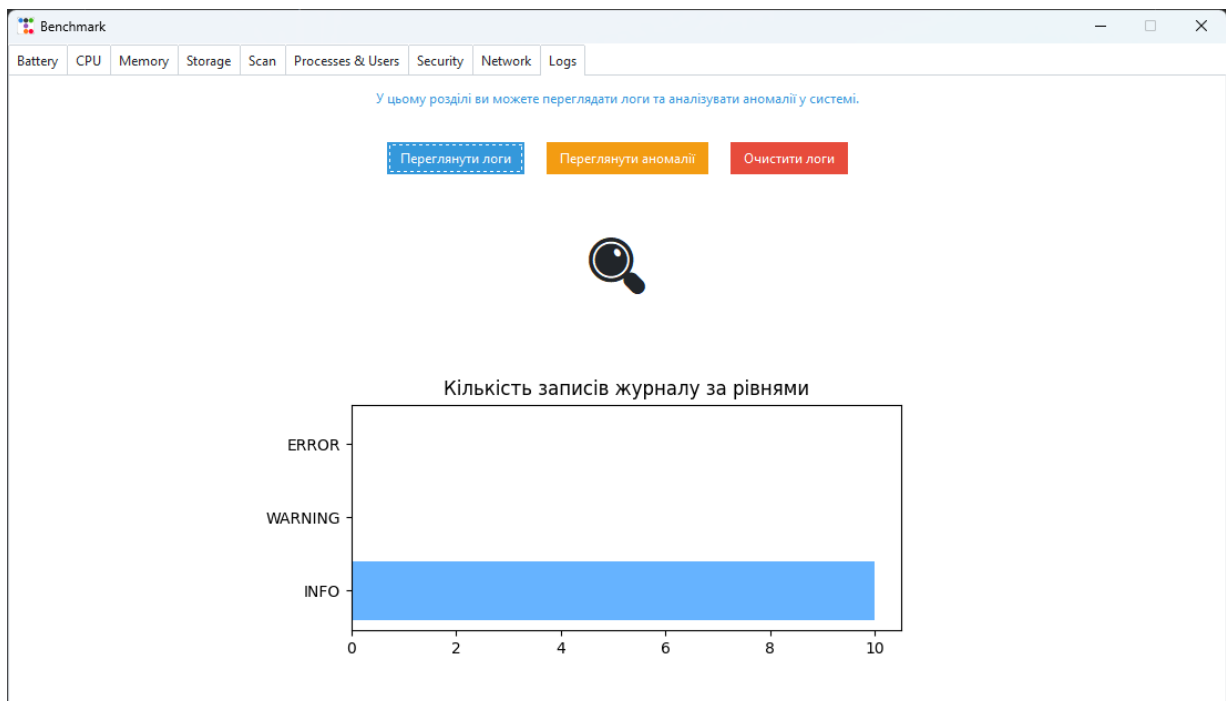 Benchmark
Battery CPU Memory Storage Scan Processes & Users Security Network Logs
У цьому розділі ви можете переглядати логи та аналізувати аномалії у системі.
Переглянути логи Переглянути аномалії Очистити логи
Кількість записів журналу за рівнями
ERROR
WARNING
INFO
0 2 4 6 8 10